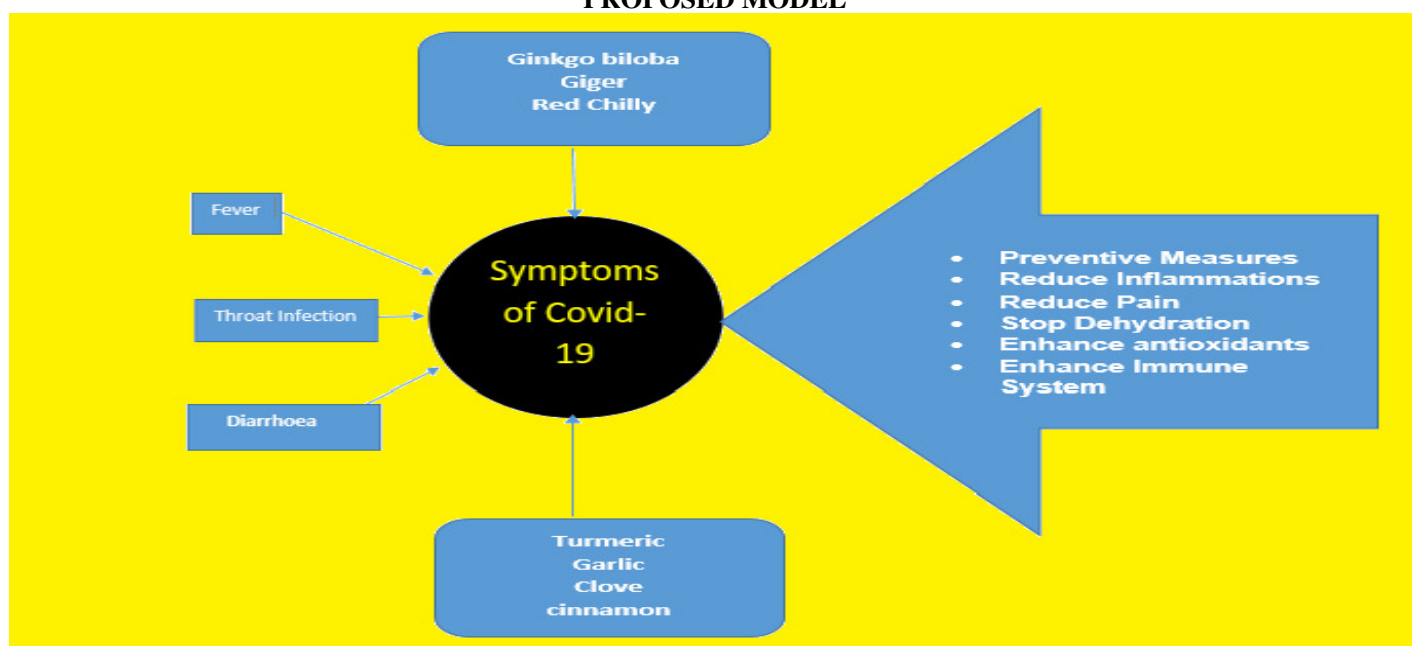 PROPOSED MODEL
Ginkgo biloba
Giger
Red Chilly
Fever
Throat Infection
Diarrhoea
Symptoms
of Covid-
19
• Preventive Measures
• Reduce Inflammations
• Reduce Pain
• Stop Dehydration
• Enhance antioxidants
• Enhance Immune
System
Turmeric
Garlic
Clove
cinnamon